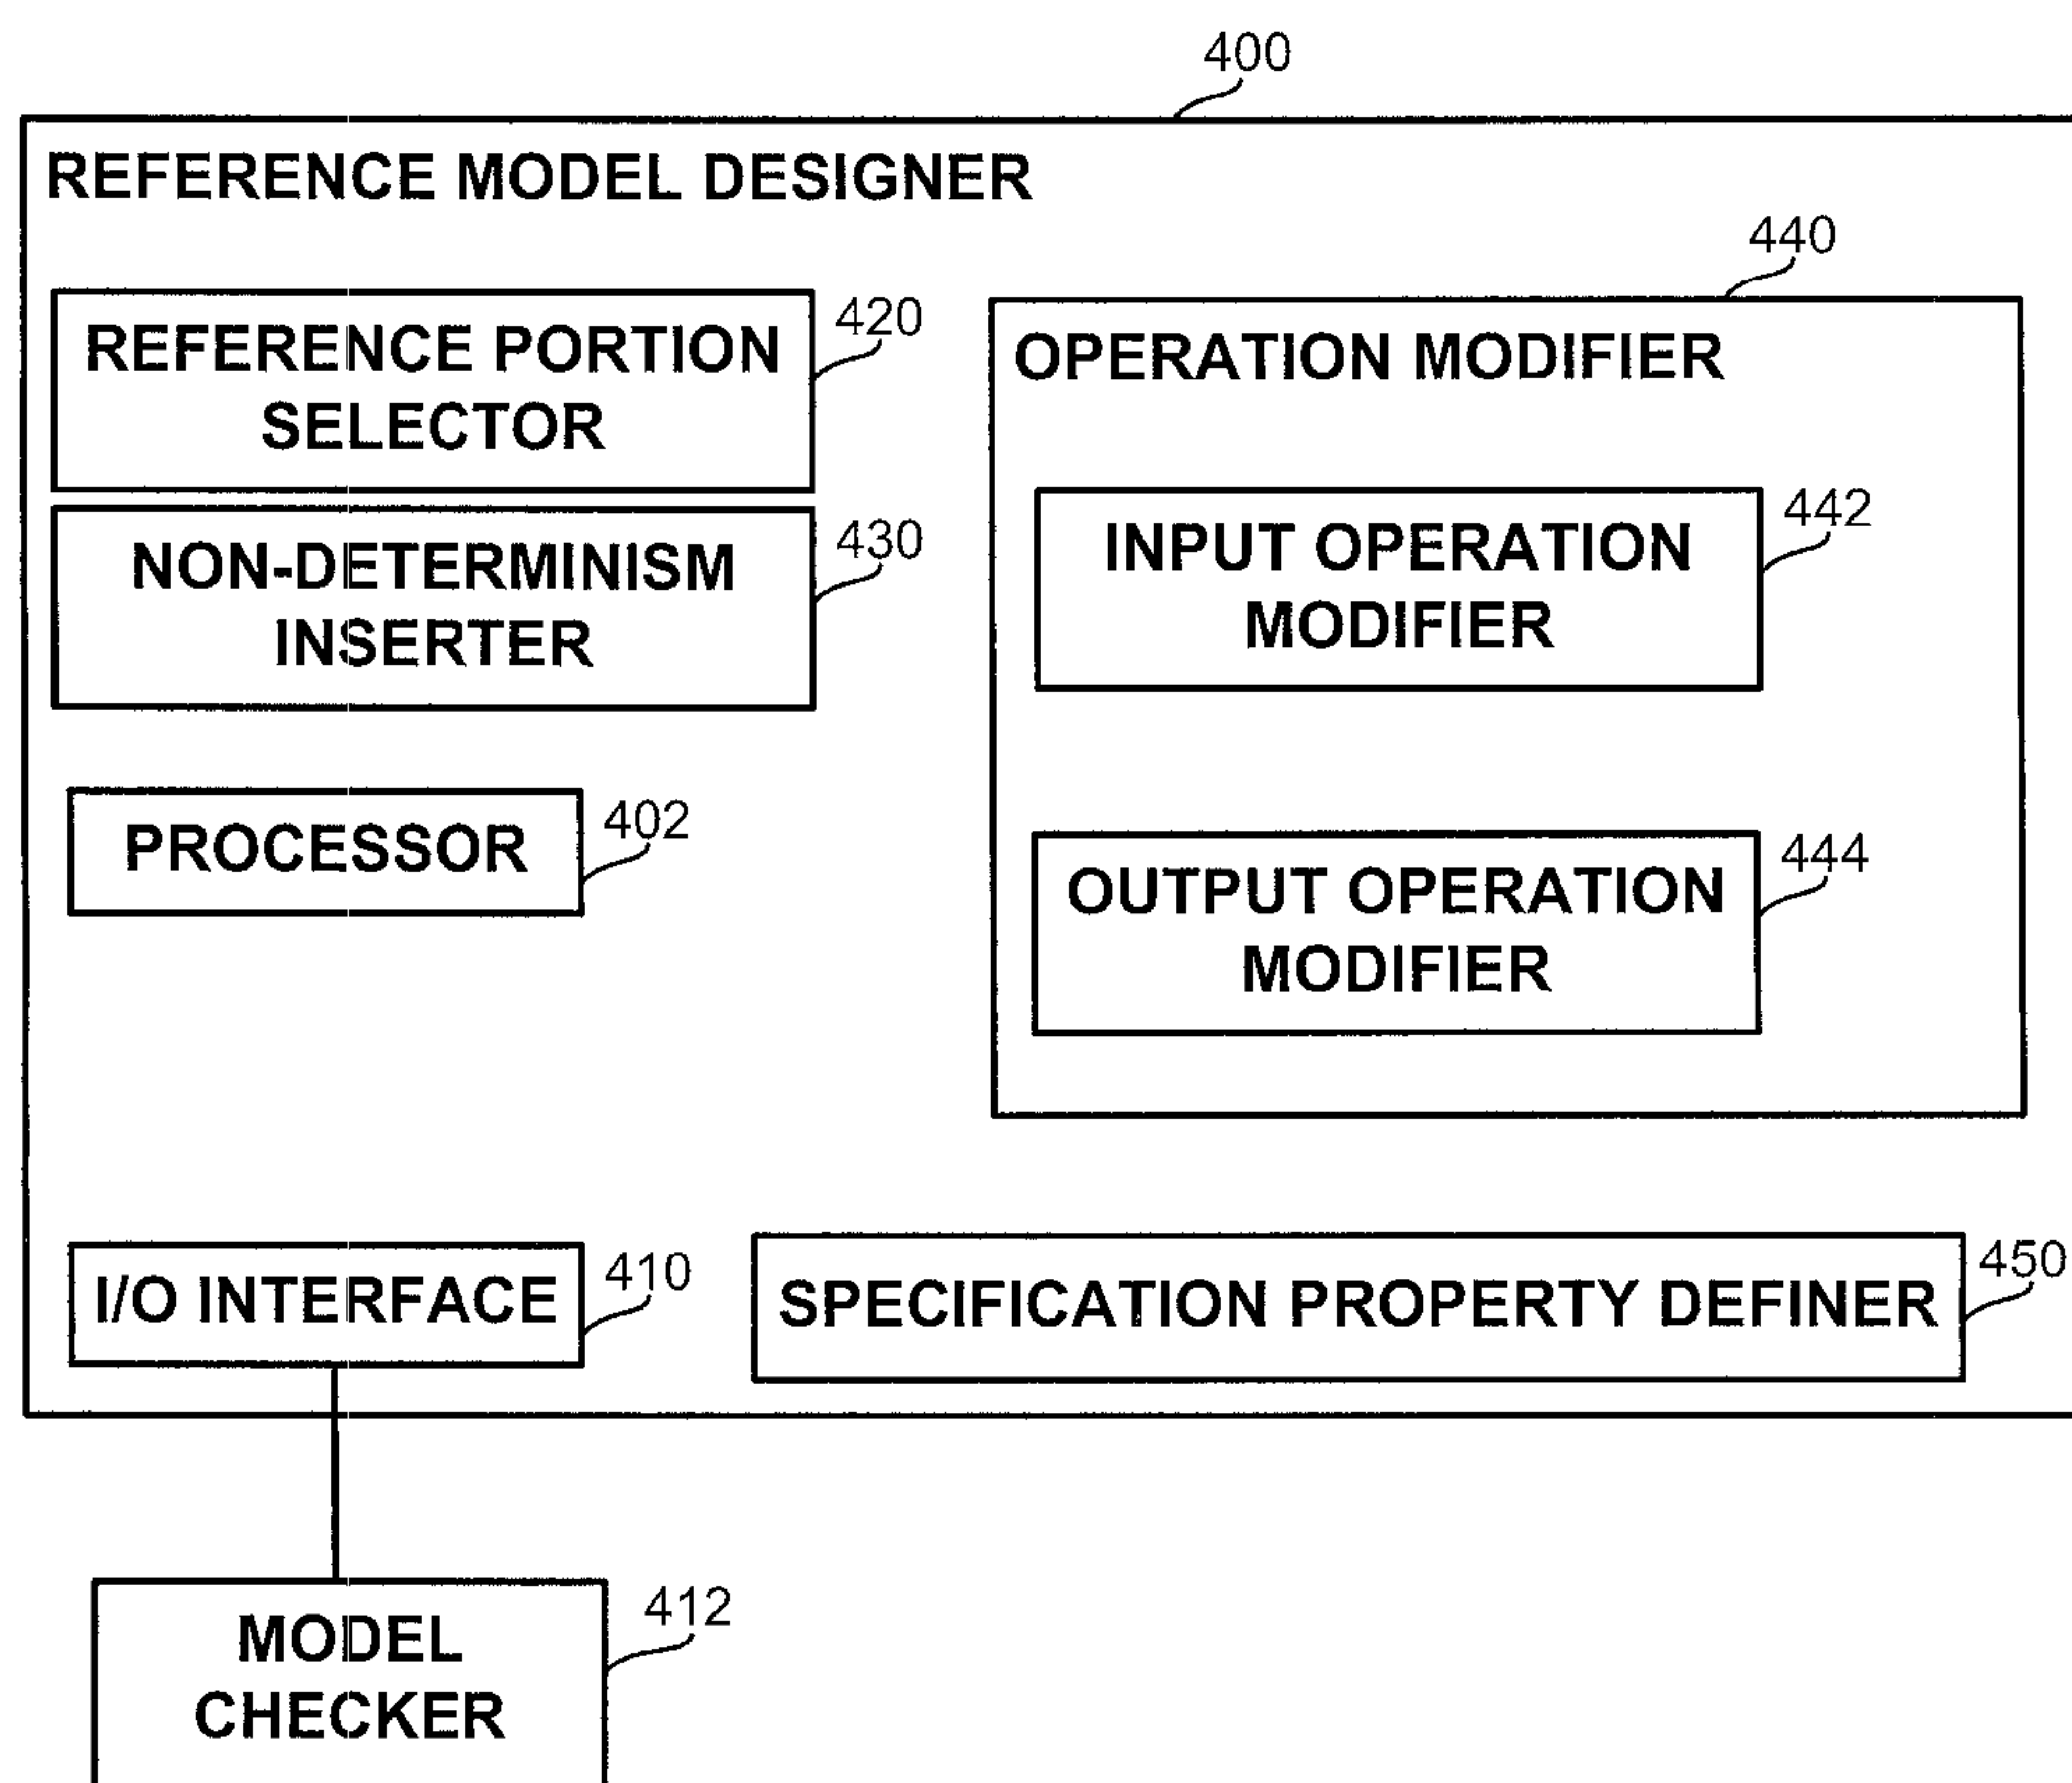 400
REFERENCE MODEL DESIGNER
440
REFERENCE PORTION
SELECTOR
420
OPERATION MODIFIER
NON-DETERMINISM
INSERTER
430
INPUT OPERATION
MODIFIER
442
PROCESSOR
402
OUTPUT OPERATION
MODIFIER
444
I/O INTERFACE
410
SPECIFICATION PROPERTY DEFINER
450
MODEL
CHECKER
412